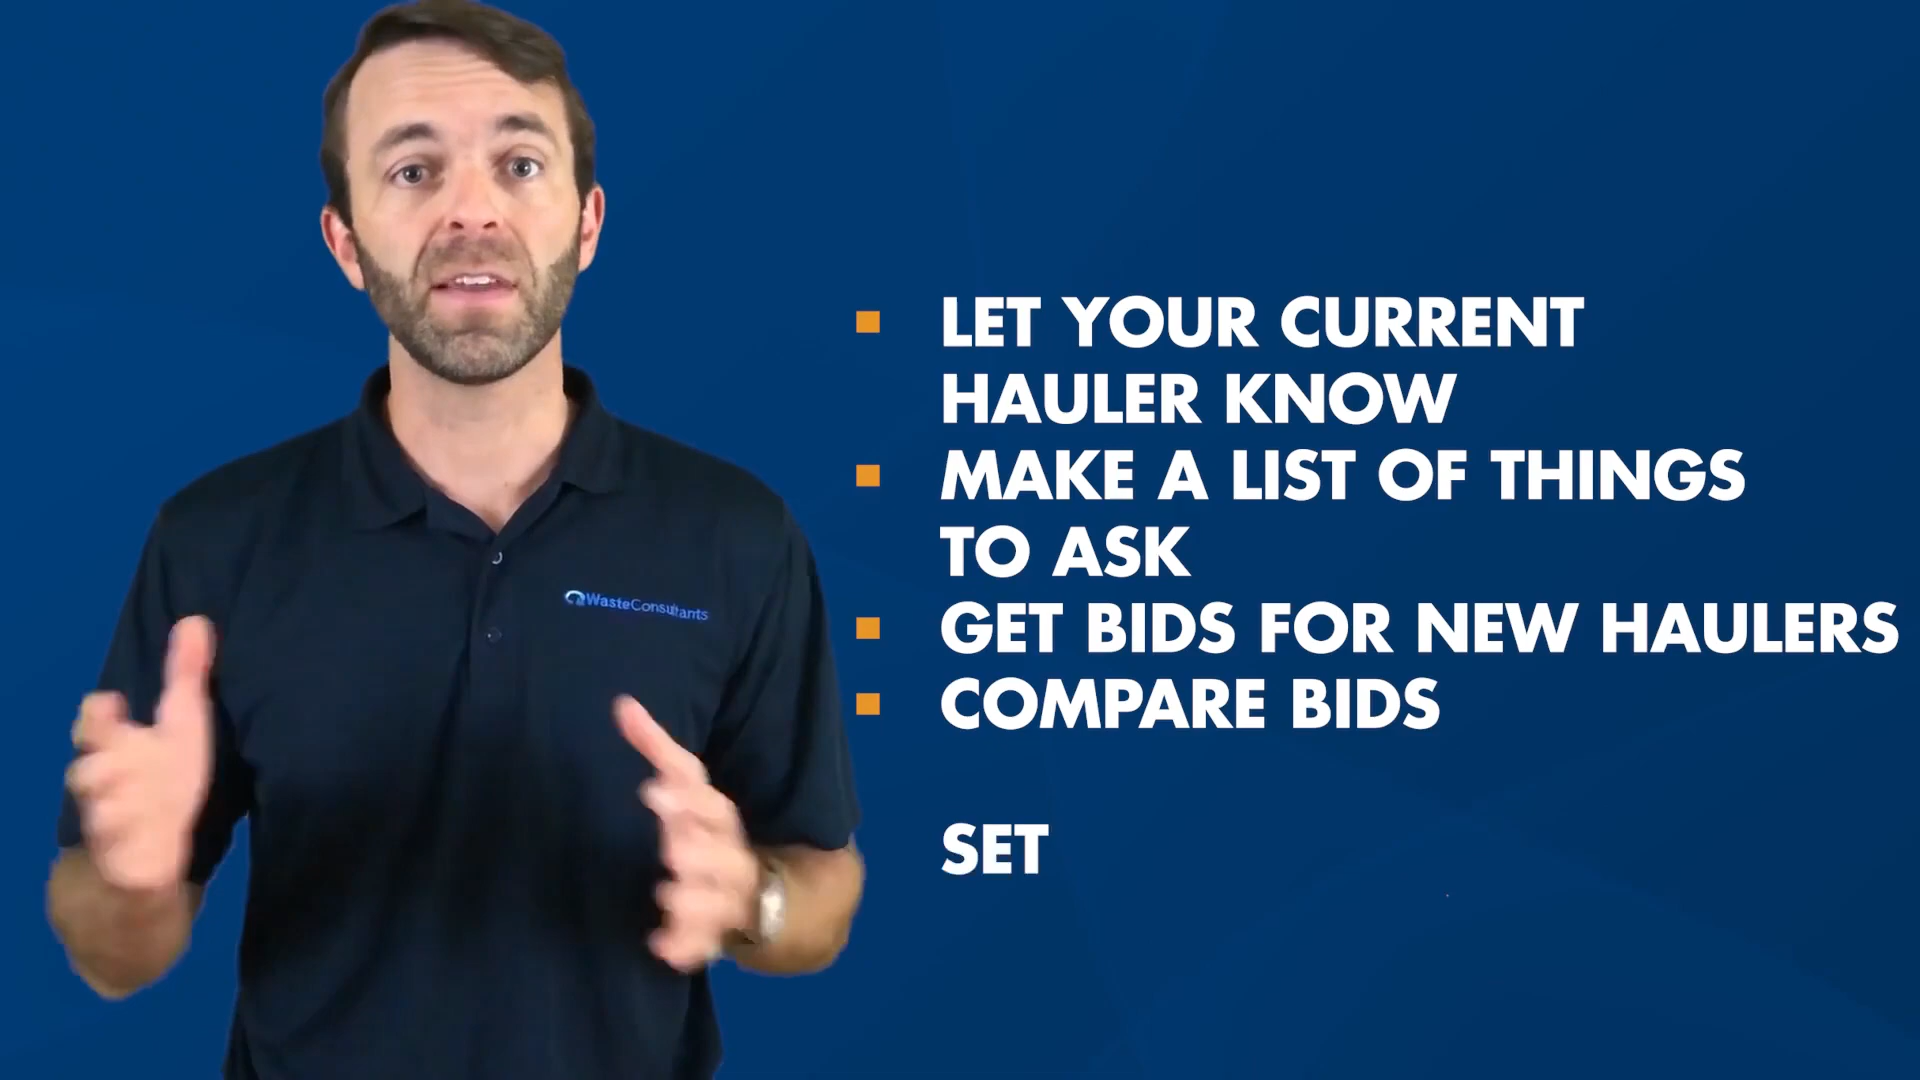 LET YOUR CURRENT
HAULER KNOW
MAKE A LIST OF THINGS
TO ASK
GET BIDS FOR NEW HAULERS
COMPARE BIDS
SET
WasteConsultants